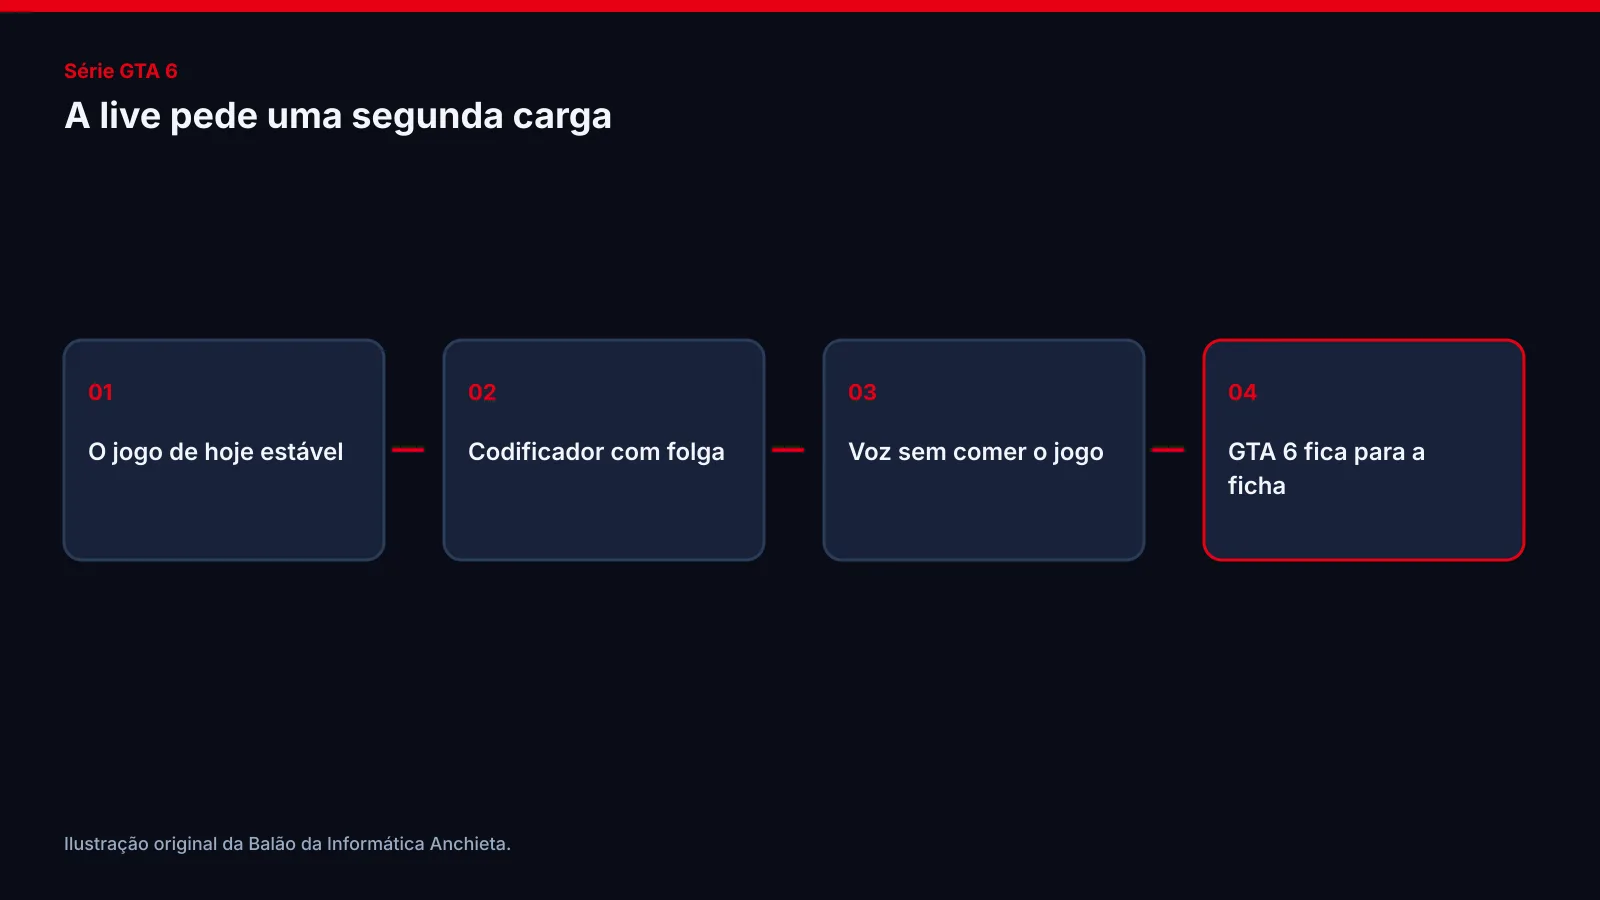 Série GTA 6
A live pede uma segunda carga
01
O jogo de hoje estável
02
Codificador com folga
03
Voz sem comer o jogo
04
GTA 6 fica para a
ficha
Ilustração original da Balão da Informática Anchieta.